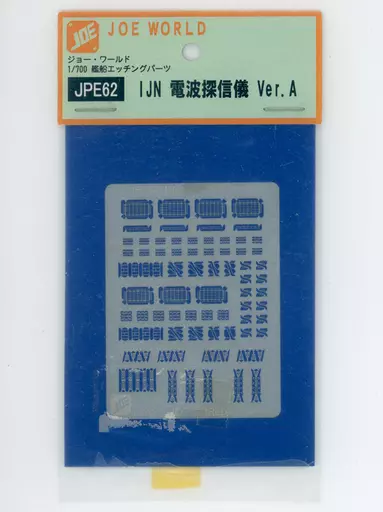 JOE
JOE WORLD
ジョー・ワールド
1/700 艦船エッチングパーツ
JPE62
IJN 電波探信儀 Ver.A